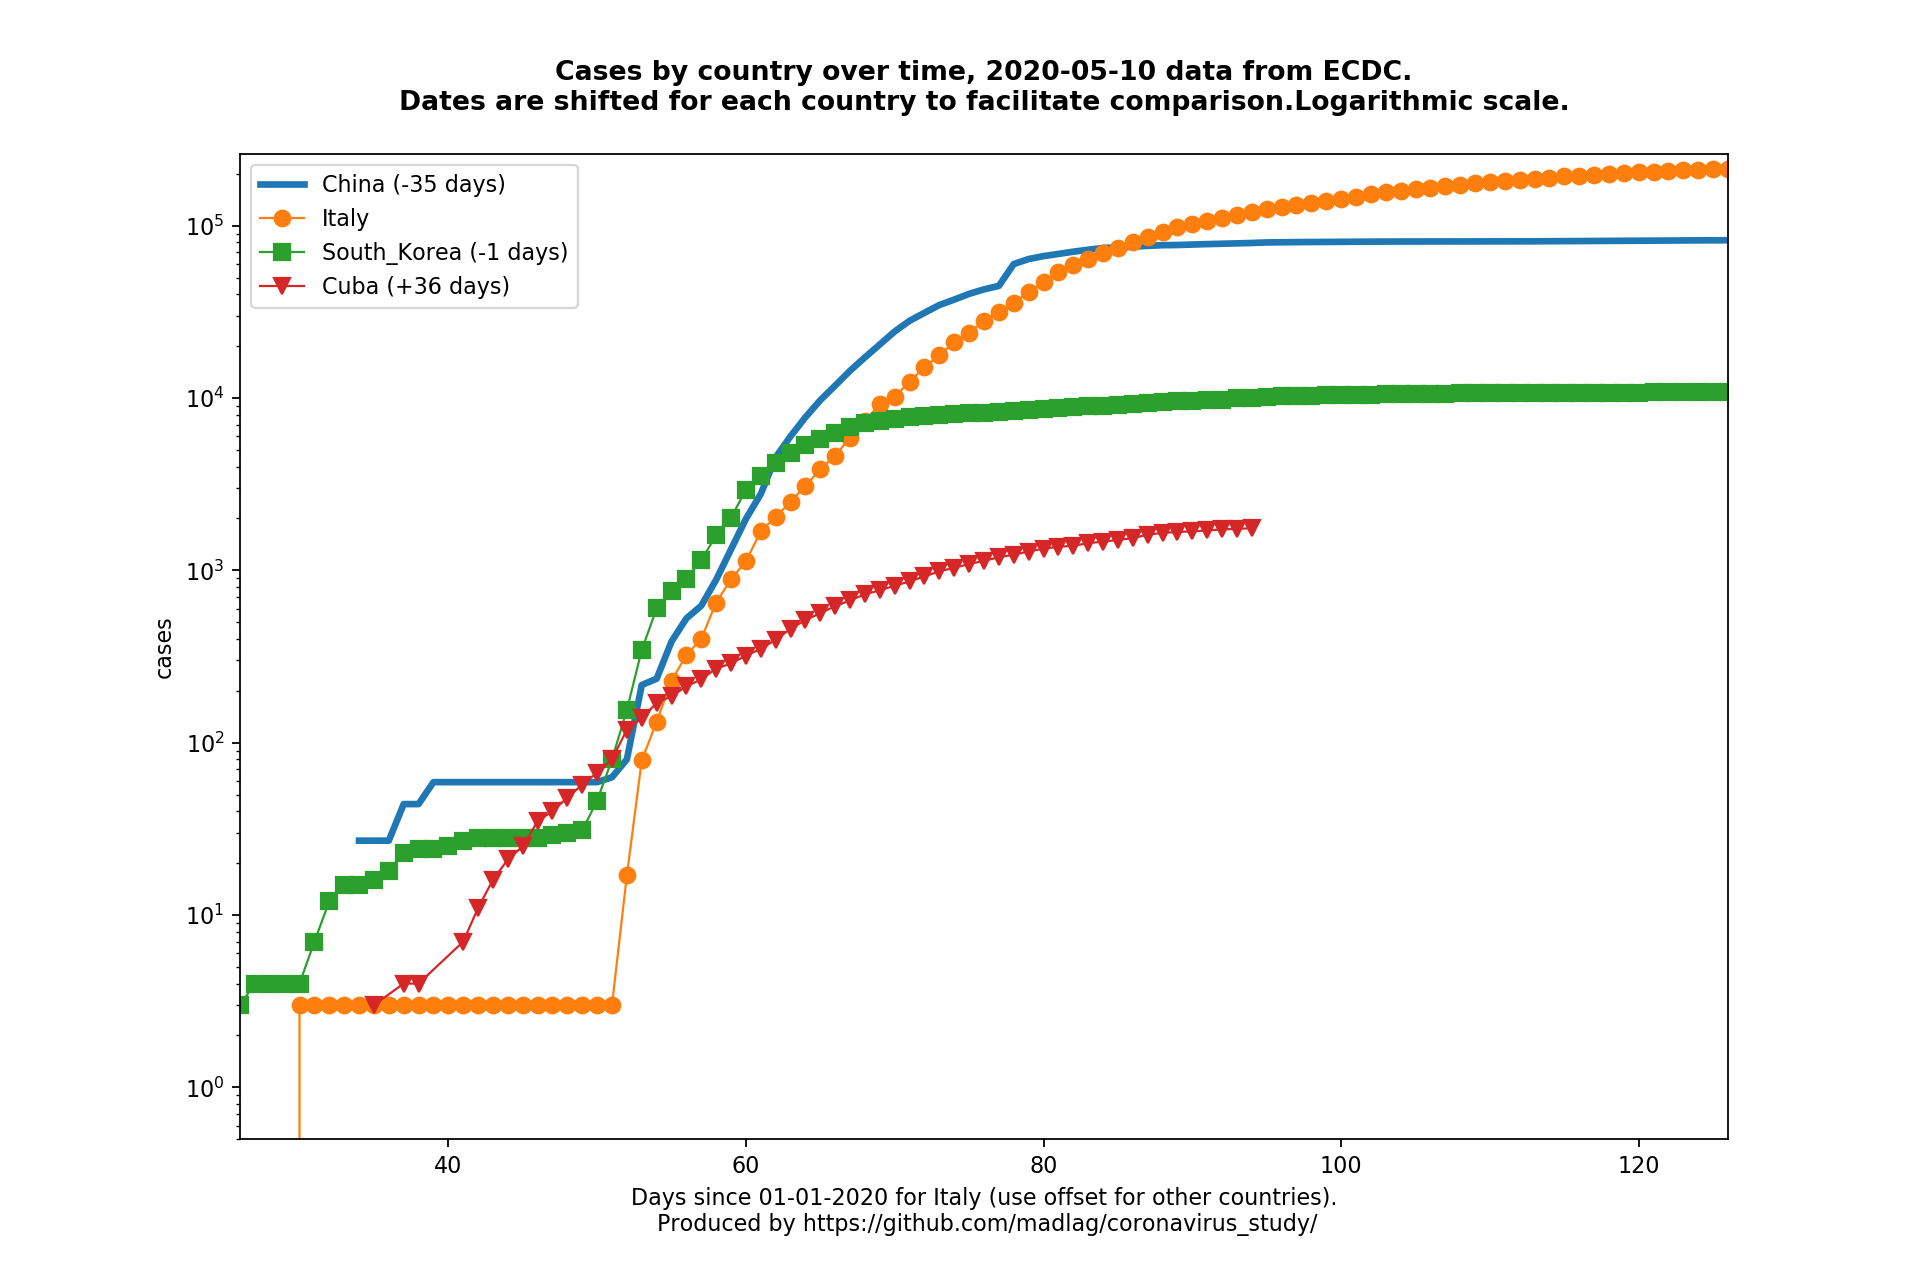 Cases by country over time, 2020-05-10 data from ECDC.
Dates are shifted for each country to facilitate comparison.Logarithmic scale.
China (-35 days)
Italy
South_Korea (-1 days)
Cuba (+36 days)
10^5
10^4
10^3
10^2
10^1
10^0
cases
40 60 80 100 120
Days since 01-01-2020 for Italy (use offset for other countries).
Produced by https://github.com/madlag/coronavirus_study/